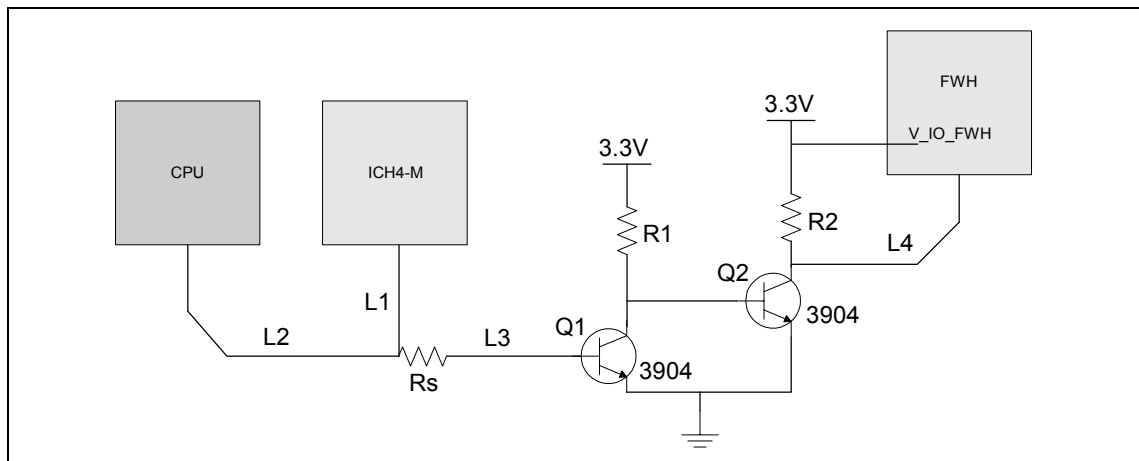 FWH
3.3V
V_IO_FWH
3.3V
CPU
ICH4-M
R1
R2
L4
Q2
L1
3904
L2
L3
Q1
Rs
3904